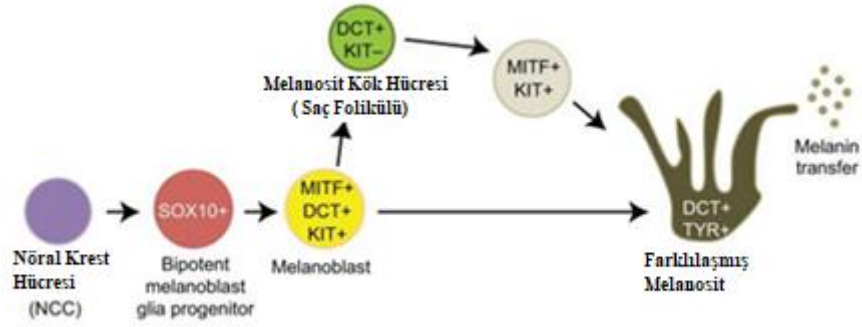 DCT+
KIT–
Melanosit Kök Hücresi
( Saç Folikülü)
MITF+
KIT+
Melanin
transfer
SOX10+
MITF+
DCT+
KIT+
DCT+
TYR+
Nöral Krest
Hücresi
(NCC)
Bipotent
melanoblast
glia progenitor
Melanoblast
Farklılaşmış
Melanosit